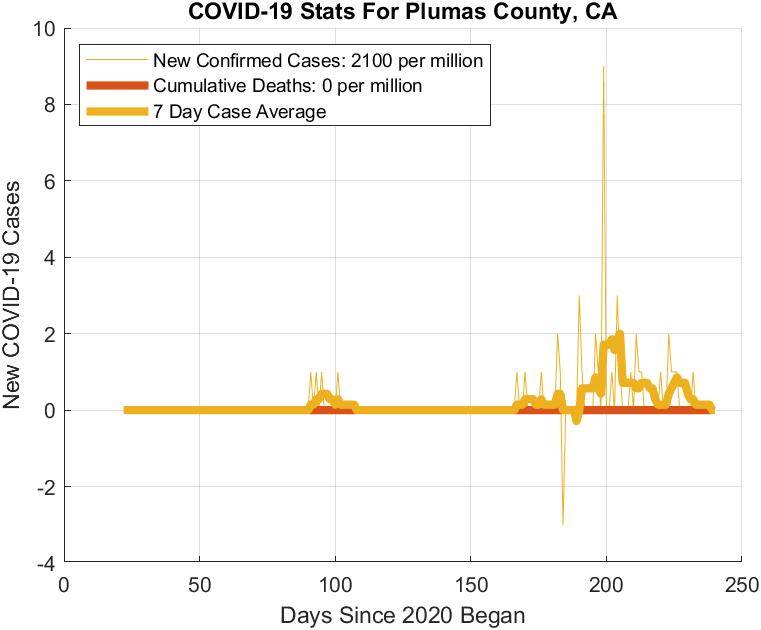 COVID-19 Stats For Plumas County, CA
10
8
6
4
2
0
-2
-4
New COVID-19 Cases
New Confirmed Cases: 2100 per million
Cumulative Deaths: 0 per million
7 Day Case Average
0 50 100 150 200 250
Days Since 2020 Began